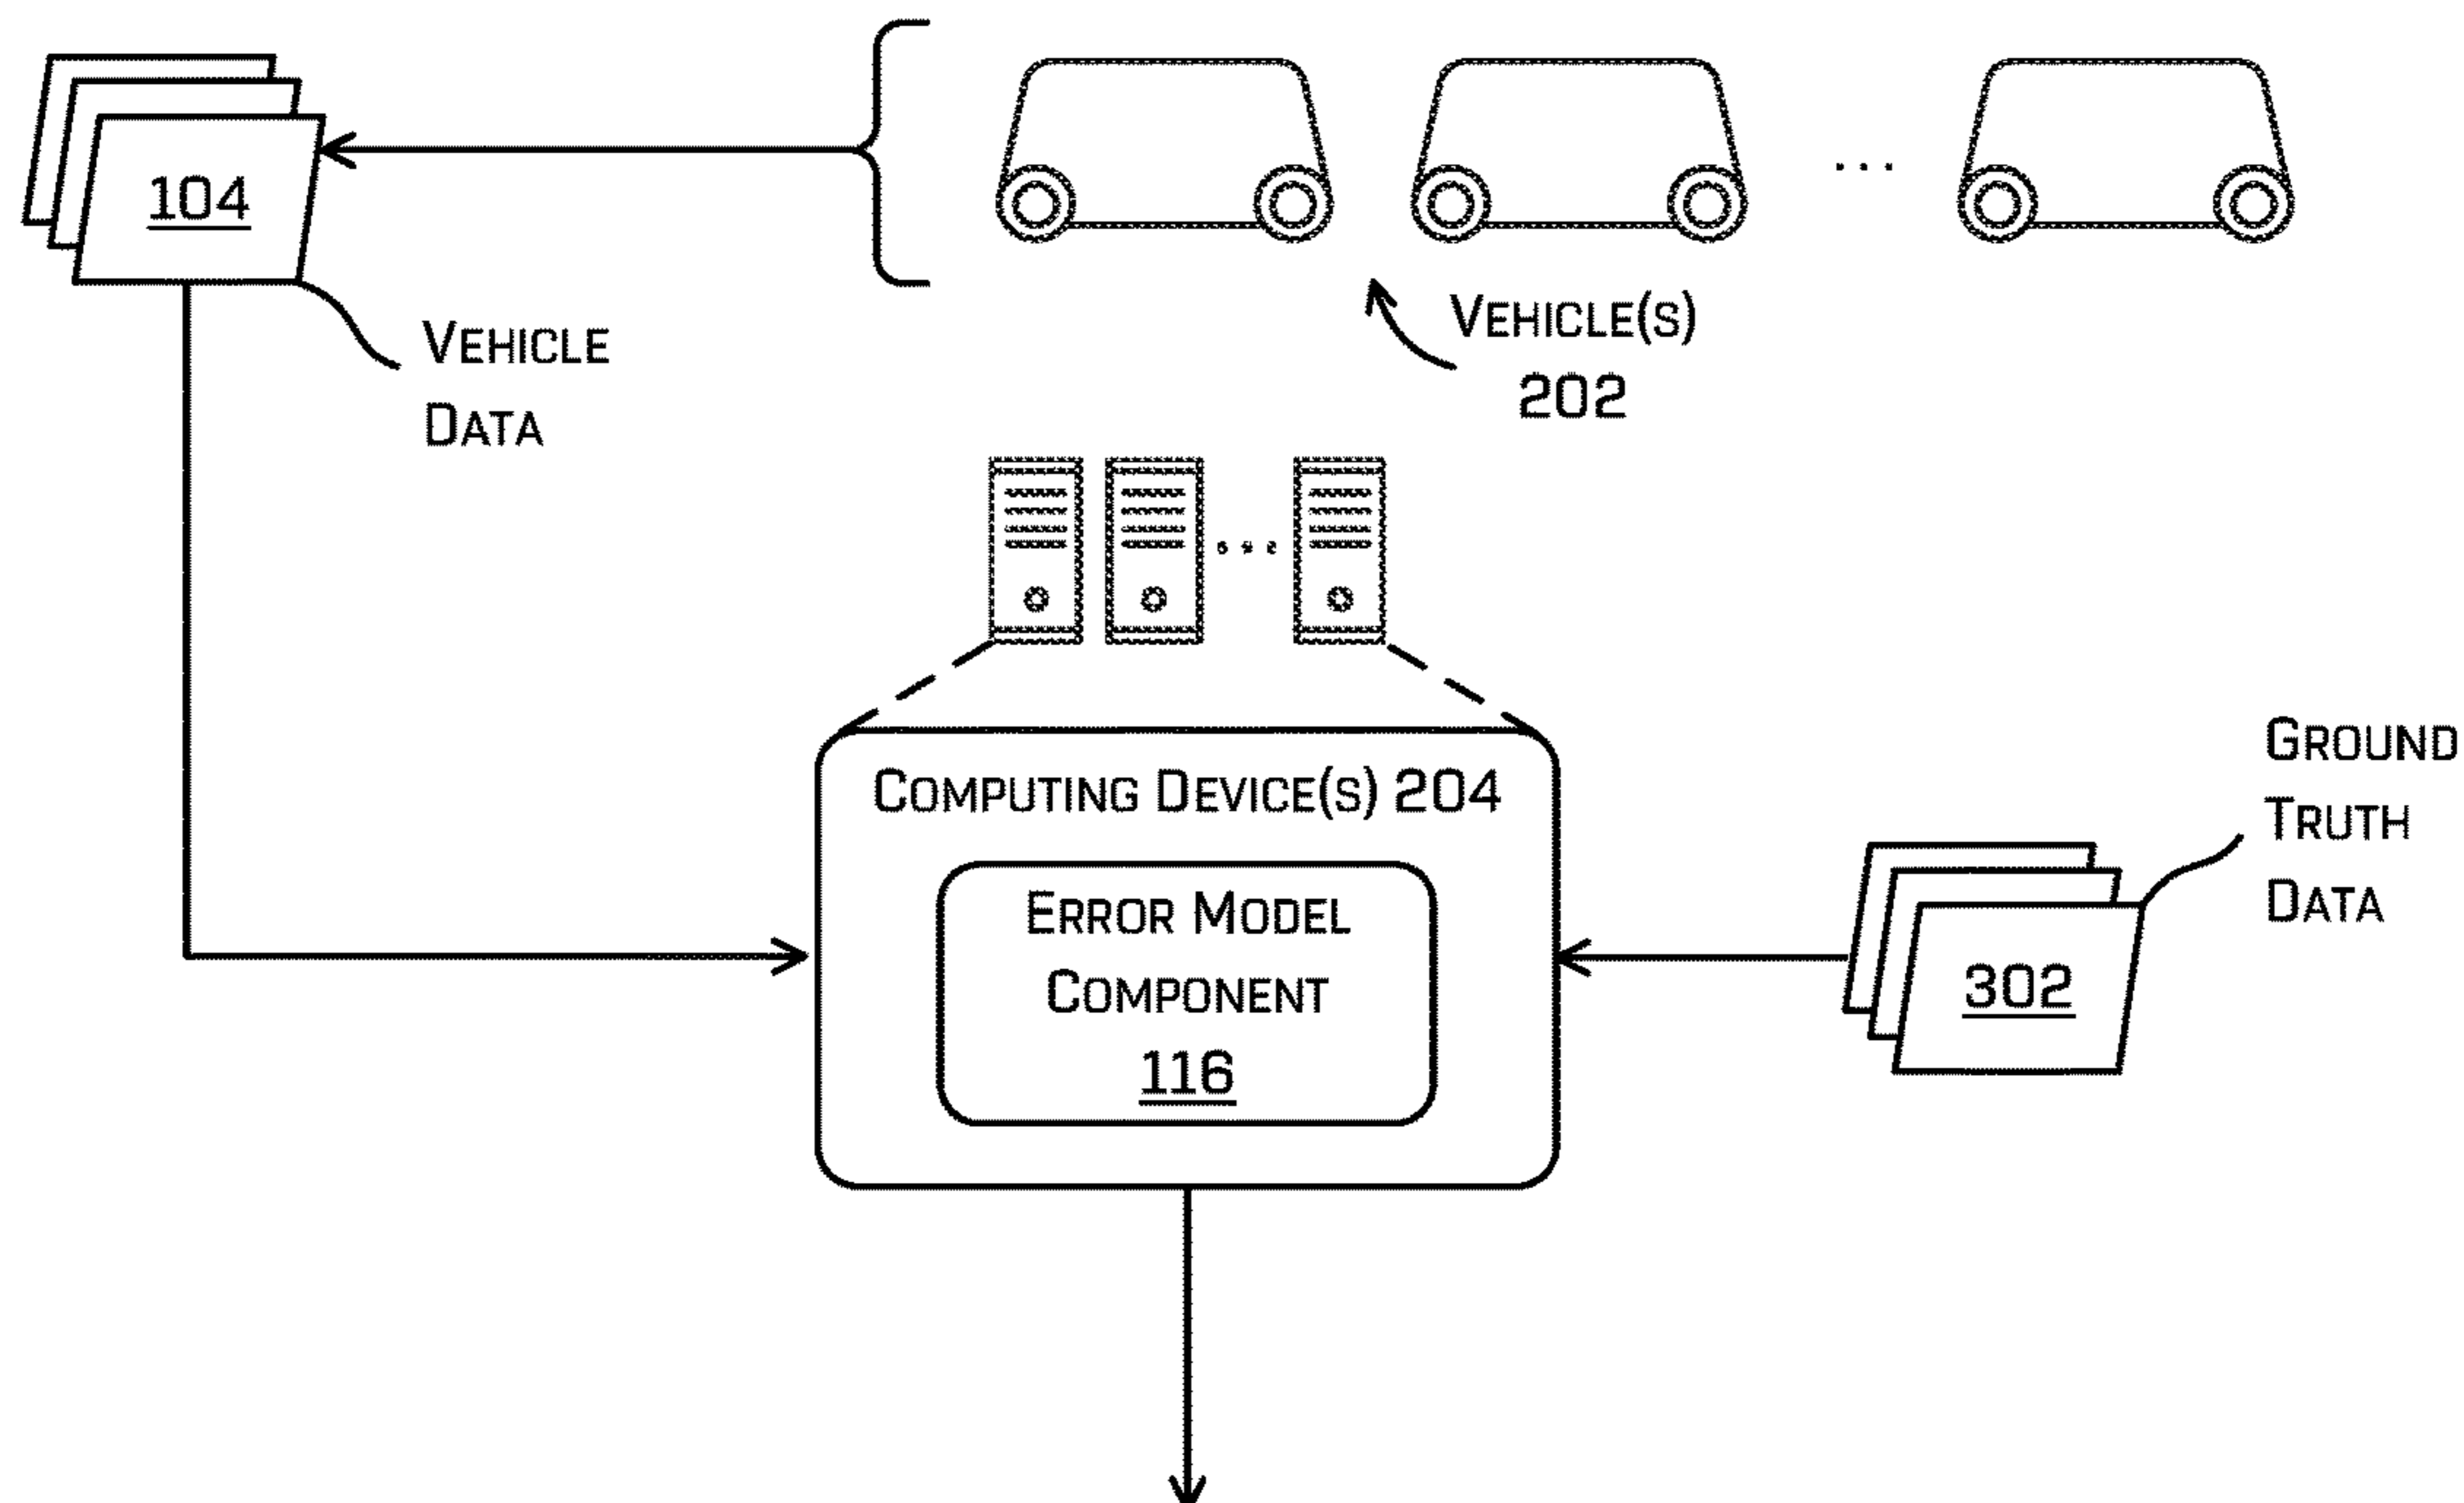 104
VEHICLE
DATA
VEHICLE(S)
202
COMPUTING DEVICE(S) 204
ERROR MODEL
COMPONENT
116
GROUND
TRUTH
DATA
302